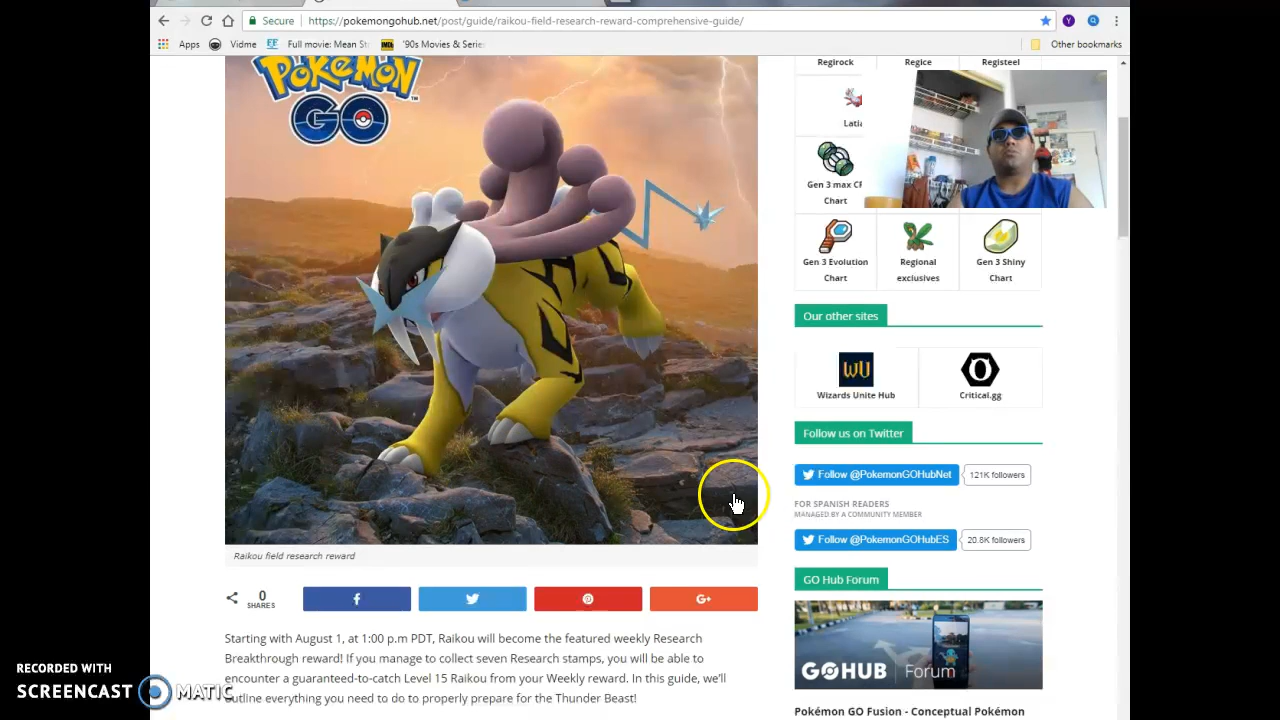 Secure
https://pokemongohub.net/post/guide/raikou-field-research-reward-comprehensive-guide/
Apps
Vidme
Full movie: Mean St
'90s Movies & Serie
Other bookmarks
POKéMON
GO
Regirock
Regice
Registeel
Latia
Gen 3 max CP
Chart
Gen 3 Evolution
Chart
Regional
exclusives
Gen 3 Shiny
Chart
Our other sites
WU
Wizards Unite Hub
Critical.gg
Follow us on Twitter
Follow @PokemonGOHubNet
121K followers
FOR SPANISH READERS
MANAGED BY A COMMUNITY MEMBER
Follow @PokemonGOHubES
20.8K followers
GO Hub Forum
GOHUB Forum
Pokémon GO Fusion - Conceptual Pokémon
Raikou field research reward
0
SHARES
G+
Starting with August 1, at 1:00 p.m PDT, Raikou will become the featured weekly Research
Breakthrough reward! If you manage to collect seven Research stamps, you will be able to
encounter a guaranteed-to-catch Level 15 Raikou from your Weekly reward. In this guide, we'll
outline everything you need to do to properly prepare for the Thunder Beast!
RECORDED WITH
SCREENCAST MATIC